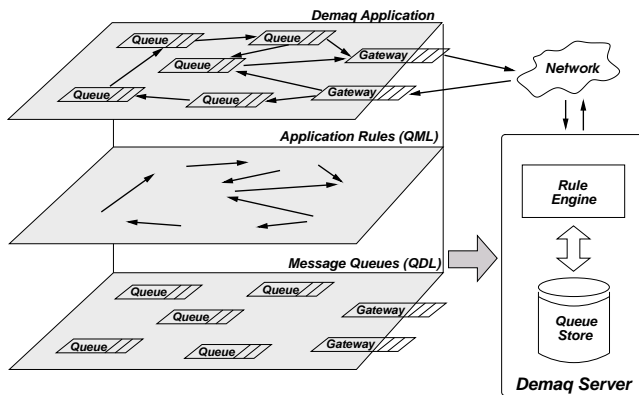 Demaq Application
Queue
Queue
Queue
Gateway
Queue
Queue
Gateway
Network
Application Rules (QML)
Rule
Engine
Message Queues (QDL)
Queue
Queue
Queue
Gateway
Queue
Queue
Gateway
Queue
Store
Demaq Server